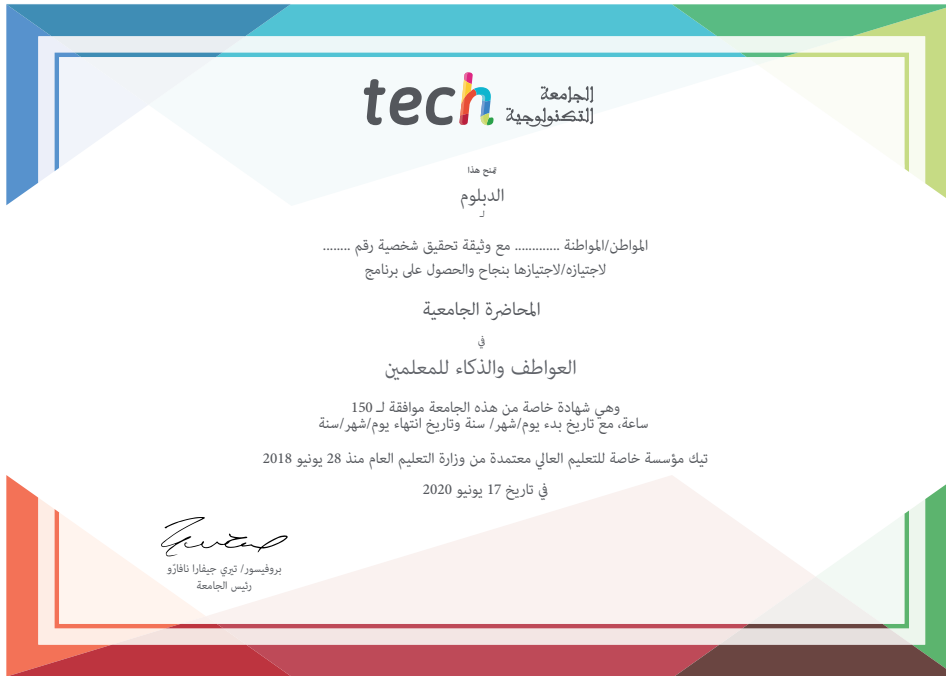 tech
الجامعة
التكنولوجية
تمنح هذا
الدبلوم
لـ
المواطن/المواطنة ............. مع وثيقة تحقيق شخصية رقم ........
لاجتيازه/لاجتيازها بنجاح والحصول على برنامج
المحاضرة الجامعية
في
العواطف والذكاء للمعلمين
وهي شهادة خاصة من هذه الجامعة موافقة لـ 150
ساعة، مع تاريخ بدء يوم/شهر/ سنة وتاريخ انتهاء يوم/شهر/سنة
تيك مؤسسة خاصة للتعليم العالي معتمدة من وزارة التعليم العام منذ 28 يونيو 2018
في تاريخ 17 يونيو 2020
بروفيسور/ تيري جيفارا نافارّو
رئيس الجامعة